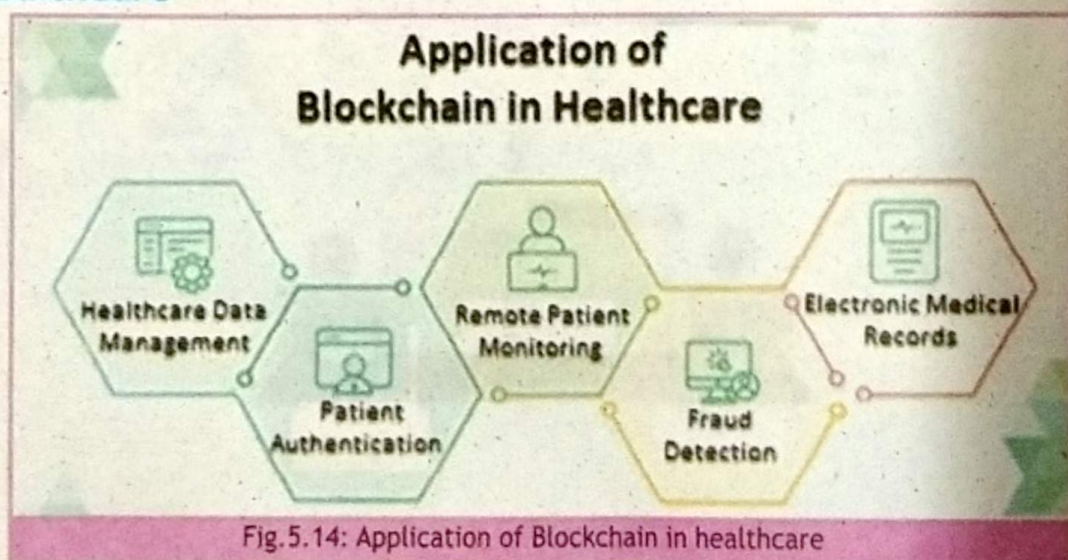 Application of
Blockchain in Healthcare
Healthcare Data
Management
Patient
Authentication
Remote Patient
Monitoring
Fraud
Detection
Electronic Medical
Records
Fig.5.14: Application of Blockchain in healthcare